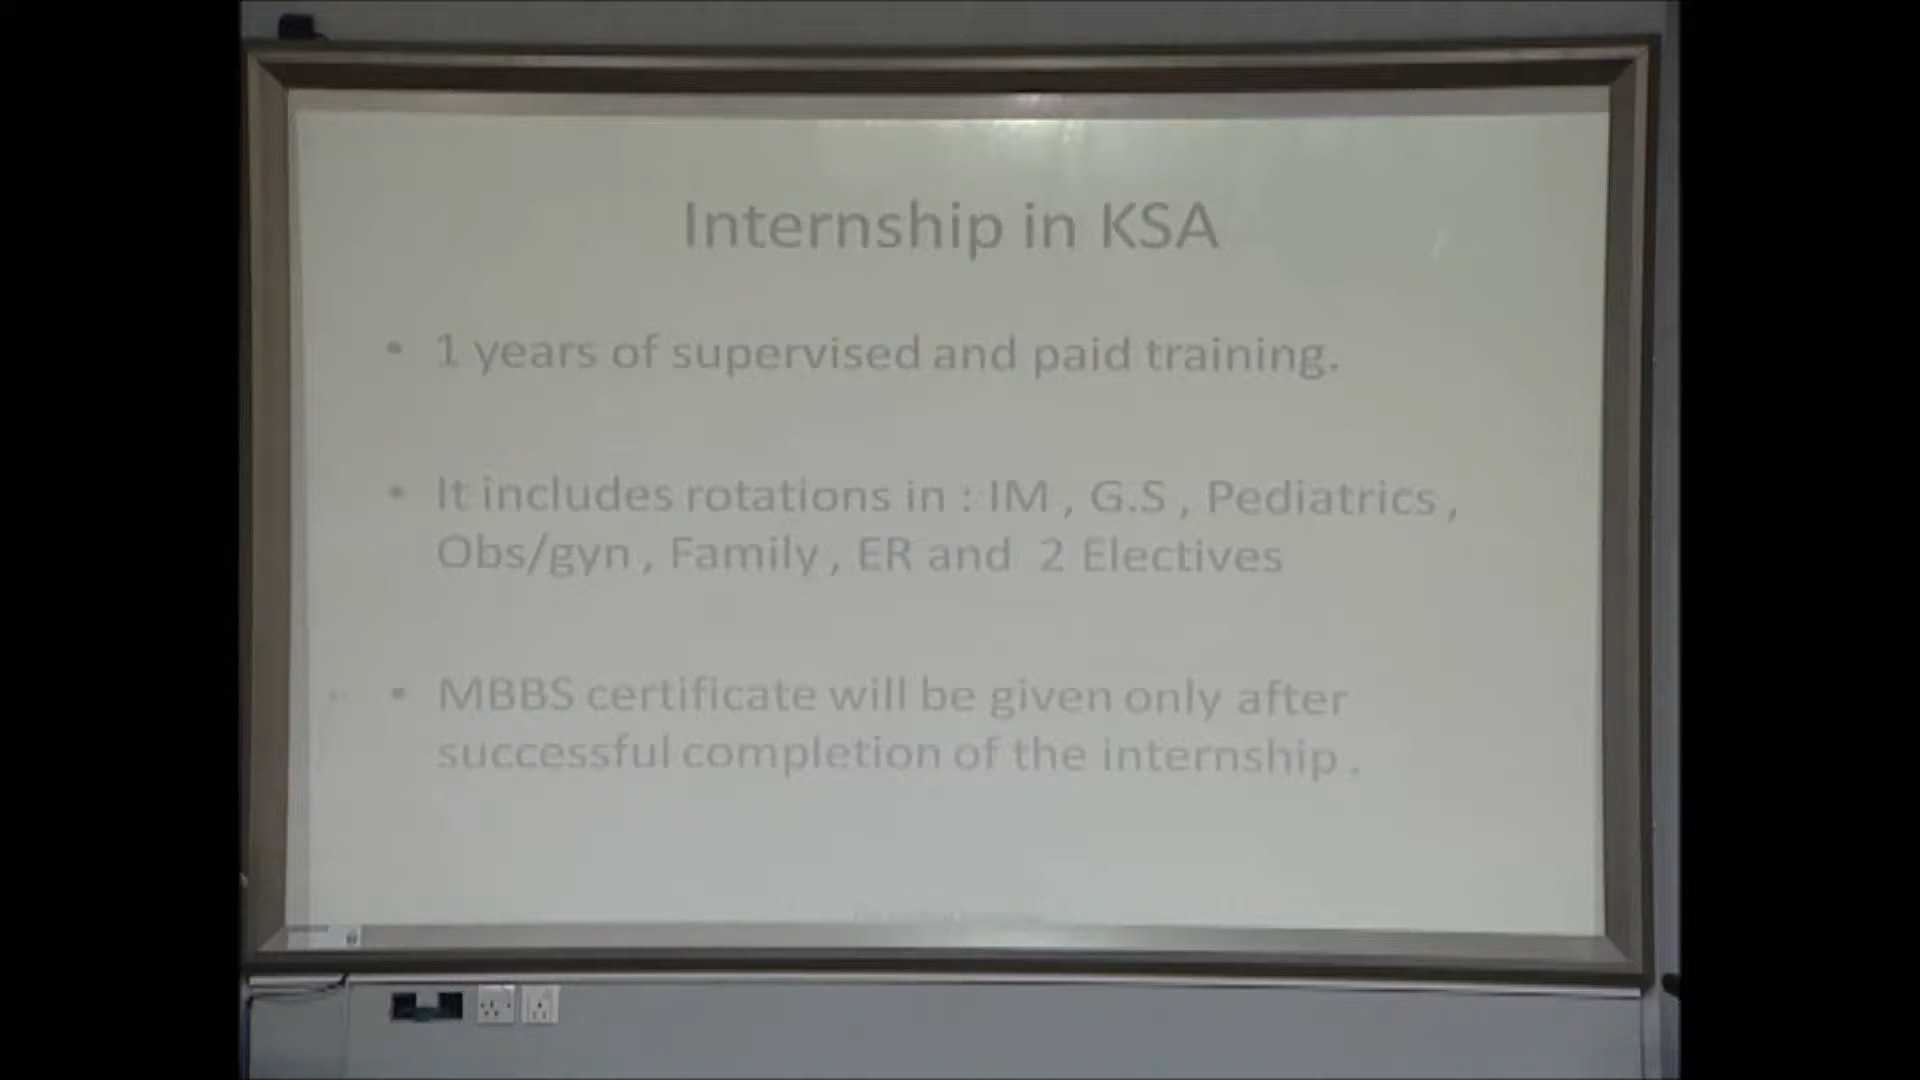 Internship in KSA
• 1 years of supervised and paid training.
• It includes rotations in : IM , G.S , Pediatrics ,
Obs/gyn , Family , ER and 2 Electives
• MBBS certificate will be given only after
successful completion of the internship .